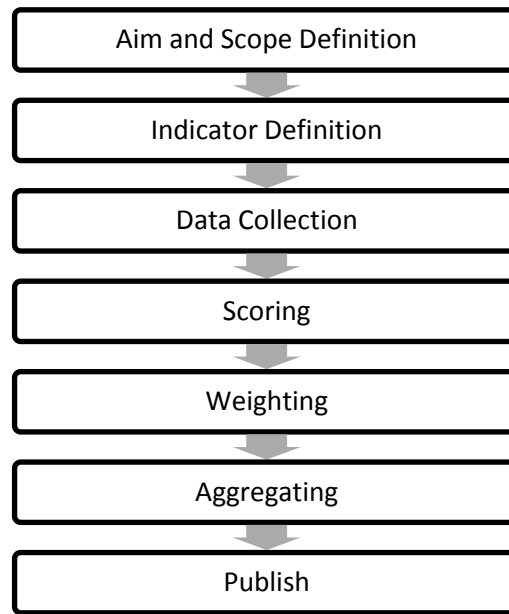 Aim and Scope Definition
Indicator Definition
Data Collection
Scoring
Weighting
Aggregating
Publish